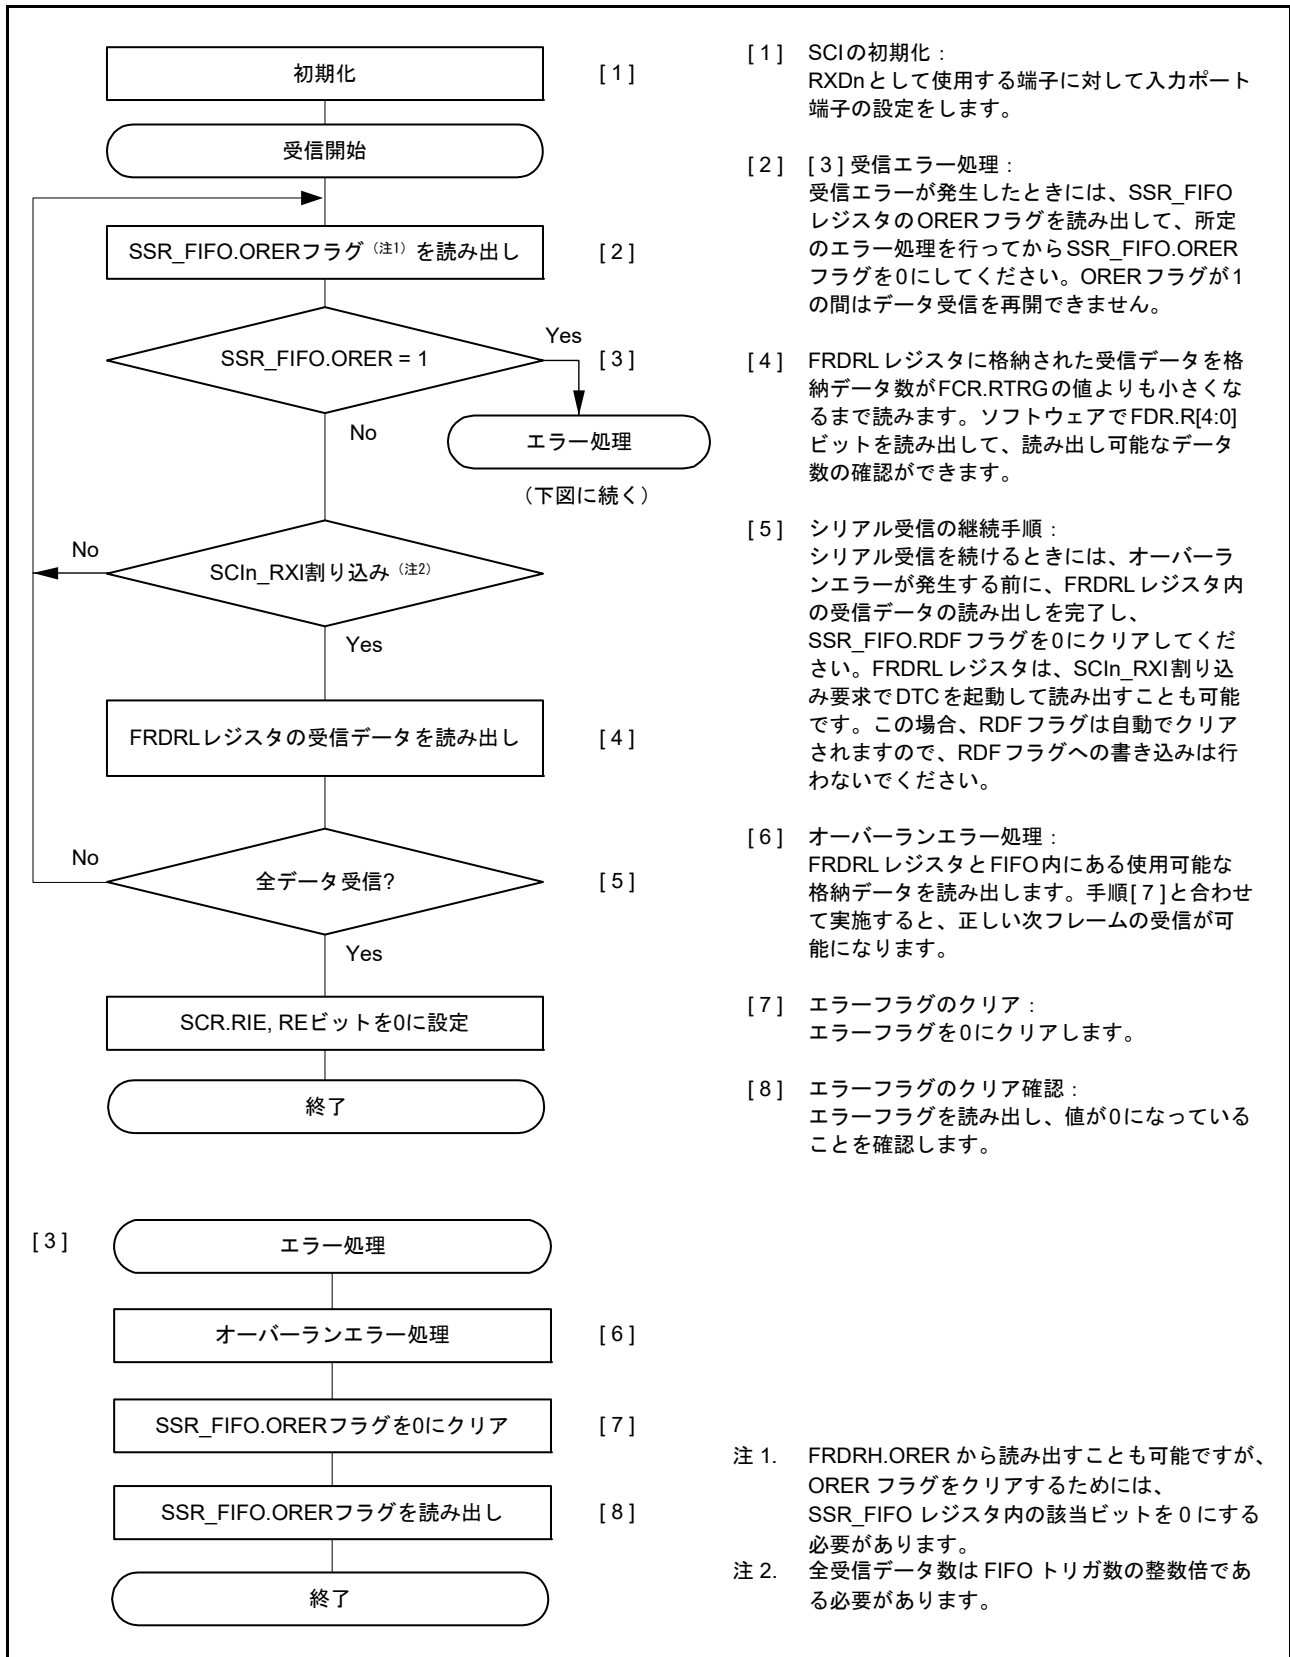 初期化
[ 1 ]
受信開始
SSR_FIFO.ORERフラグ（注1）を読み出し
[ 2 ]
SSR_FIFO.ORER = 1
Yes
[ 3 ]
No
エラー処理
（下図に続く）
No
SCIn_RXI割り込み（注2）
Yes
FRDRLレジスタの受信データを読み出し
[ 4 ]
No
全データ受信?
[ 5 ]
Yes
SCR.RIE, REビットを0に設定
終了
[ 1 ] SCIの初期化：
RXDnとして使用する端子に対して入力ポート
端子の設定をします。
[ 2 ] [ 3 ] 受信エラー処理：
受信エラーが発生したときには、SSR_FIFO
レジスタのORERフラグを読み出して、所定
のエラー処理を行ってからSSR_FIFO.ORER
フラグを0にしてください。ORERフラグが1
の間はデータ受信を再開できません。
[ 4 ] FRDRLレジスタに格納された受信データを格
納データ数がFCR.RTRGの値よりも小さくな
るまで読みます。ソフトウェアでFDR.R[4:0]
ビットを読み出して、読み出し可能なデータ
数の確認ができます。
[ 5 ] シリアル受信の継続手順：
シリアル受信を続けるときには、オーバーラ
ンエラーが発生する前に、FRDRLレジスタ内
の受信データの読み出しを完了し、
SSR_FIFO.RDFフラグを0にクリアしてくだ
さい。FRDRLレジスタは、SCIn_RXI割り込
み要求でDTCを起動して読み出すことも可能
です。この場合、RDFフラグは自動でクリア
されますので、RDFフラグへの書き込みは行
わないでください。
[ 6 ] オーバーランエラー処理：
FRDRLレジスタとFIFO内にある使用可能な
格納データを読み出します。手順[ 7 ]と合わせ
て実施すると、正しい次フレームの受信が可
能になります。
[ 7 ] エラーフラグのクリア：
エラーフラグを0にクリアします。
[ 8 ] エラーフラグのクリア確認：
エラーフラグを読み出し、値が0になっている
ことを確認します。
[ 3 ]
エラー処理
オーバーランエラー処理
[ 6 ]
SSR_FIFO.ORERフラグを0にクリア
[ 7 ]
SSR_FIFO.ORERフラグを読み出し
[ 8 ]
終了
注 1. FRDRH.ORER から読み出すことも可能ですが、
ORER フラグをクリアするためには、
SSR_FIFO レジスタ内の該当ビットを 0 にする
必要があります。
注 2. 全受信データ数は FIFO トリガ数の整数倍であ
る必要があります。